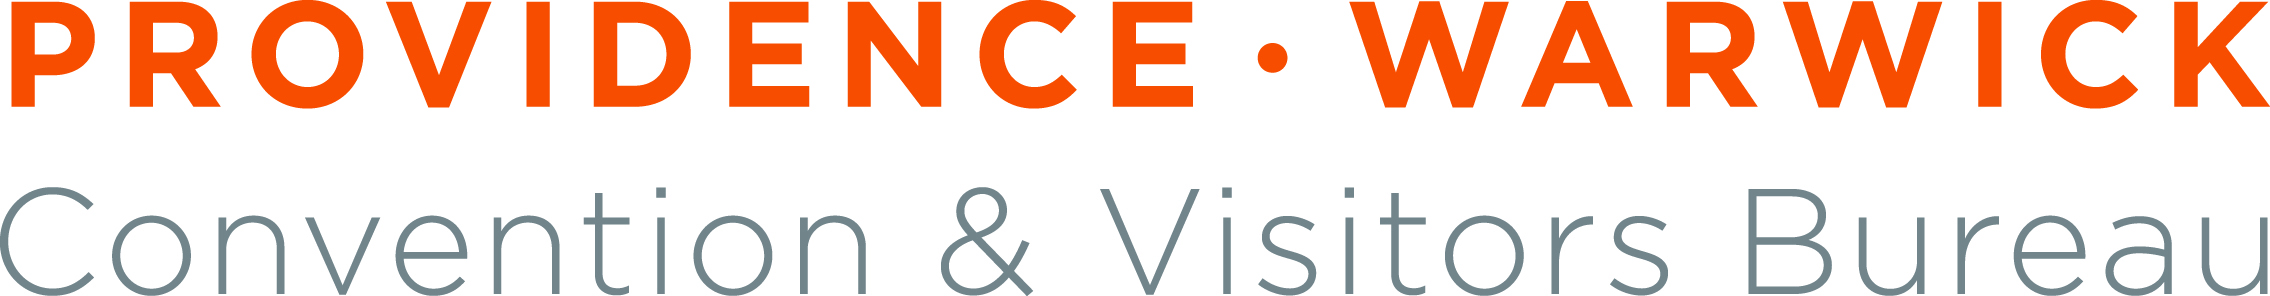 PROVIDENCE • WARWICK
Convention & Visitors Bureau